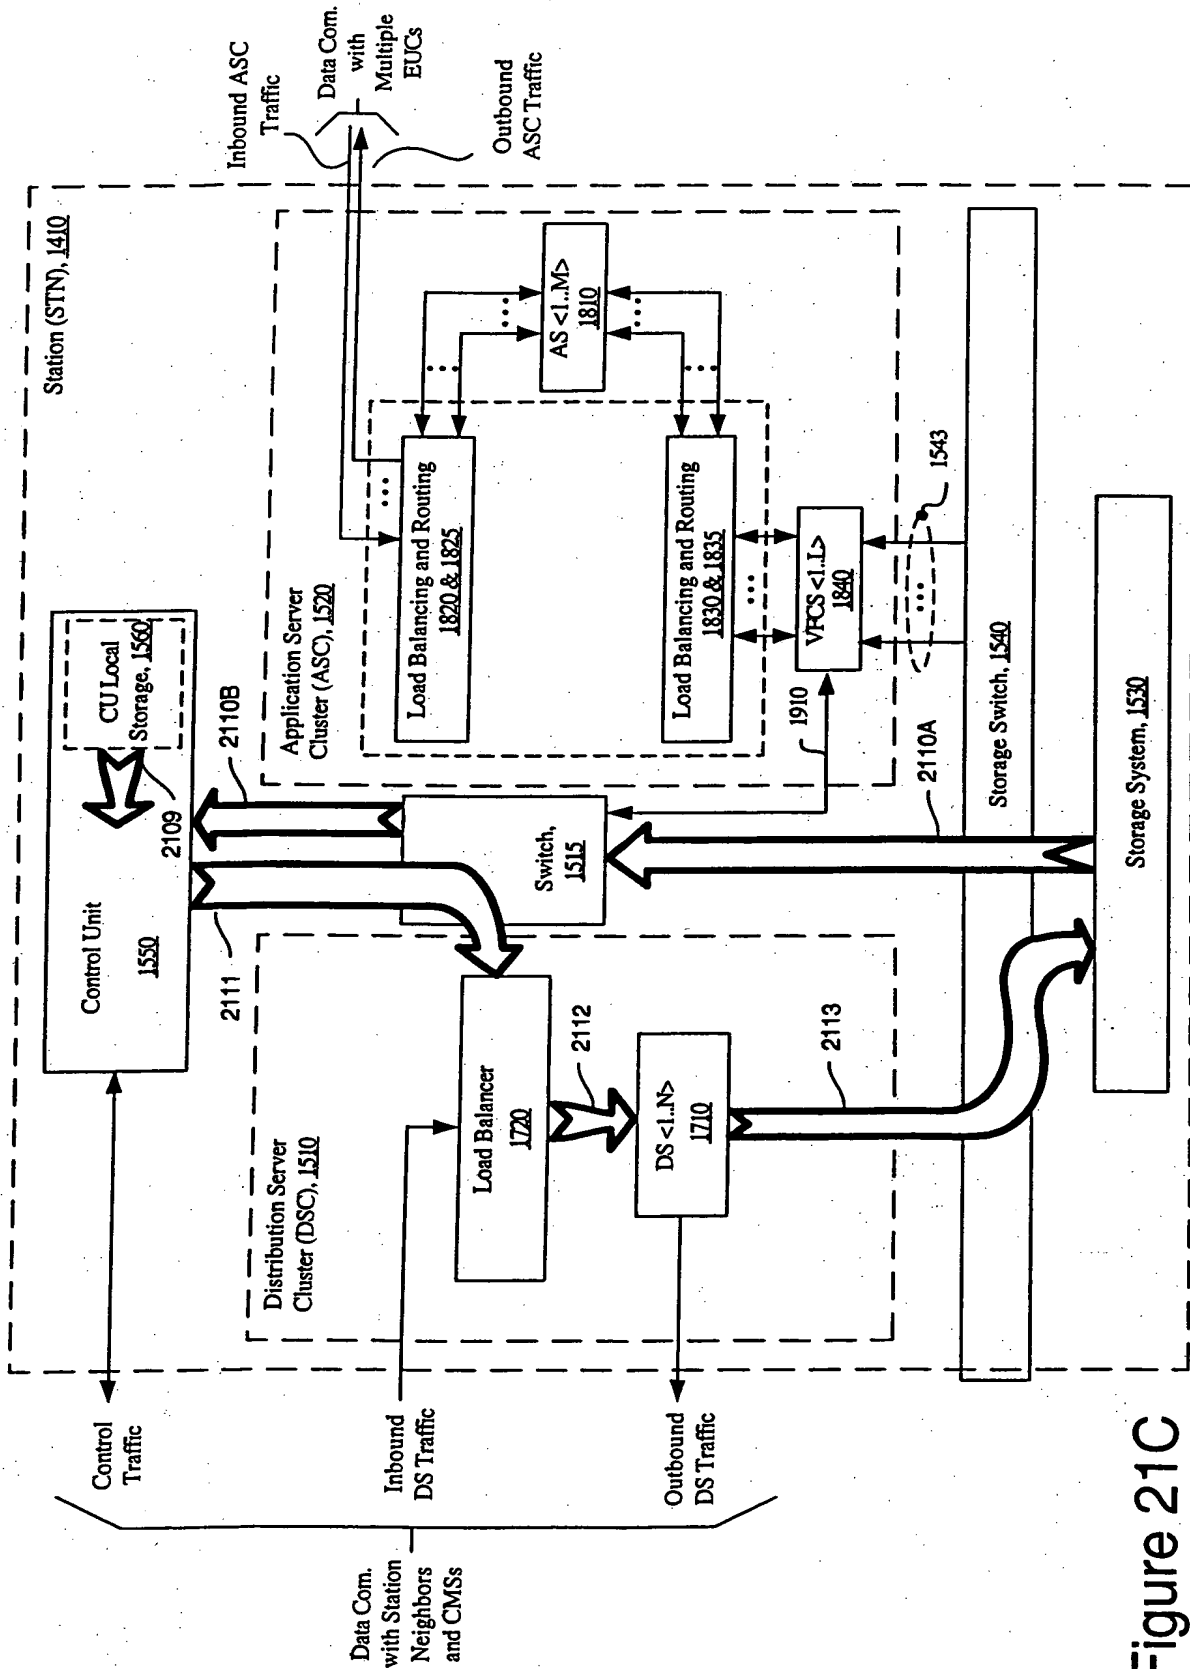 Data Com.
with Station
Neighbors
and CMSs
Control
Traffic
Inbound
DS Traffic
Outbound
DS Traffic
Station (STN), 1410
Control Unit
1550
CU Local
Storage, 1560
2109
2111
2110B
Distribution Server
Cluster (DSC), 1510
Load Balancer
1720
2112
DS <1..N>
1710
2113
Switch,
1515
Application Server
Cluster (ASC), 1520
Load Balancing and Routing
1820 & 1825
AS <1..M>
1810
Load Balancing and Routing
1830 & 1835
VFCS <1..L>
1840
1910
1543
2110A
Storage Switch, 1540
Storage System, 1530
Inbound ASC
Traffic
Data Com.
with
Multiple
EUCs
Outbound
ASC Traffic
Figure 21C